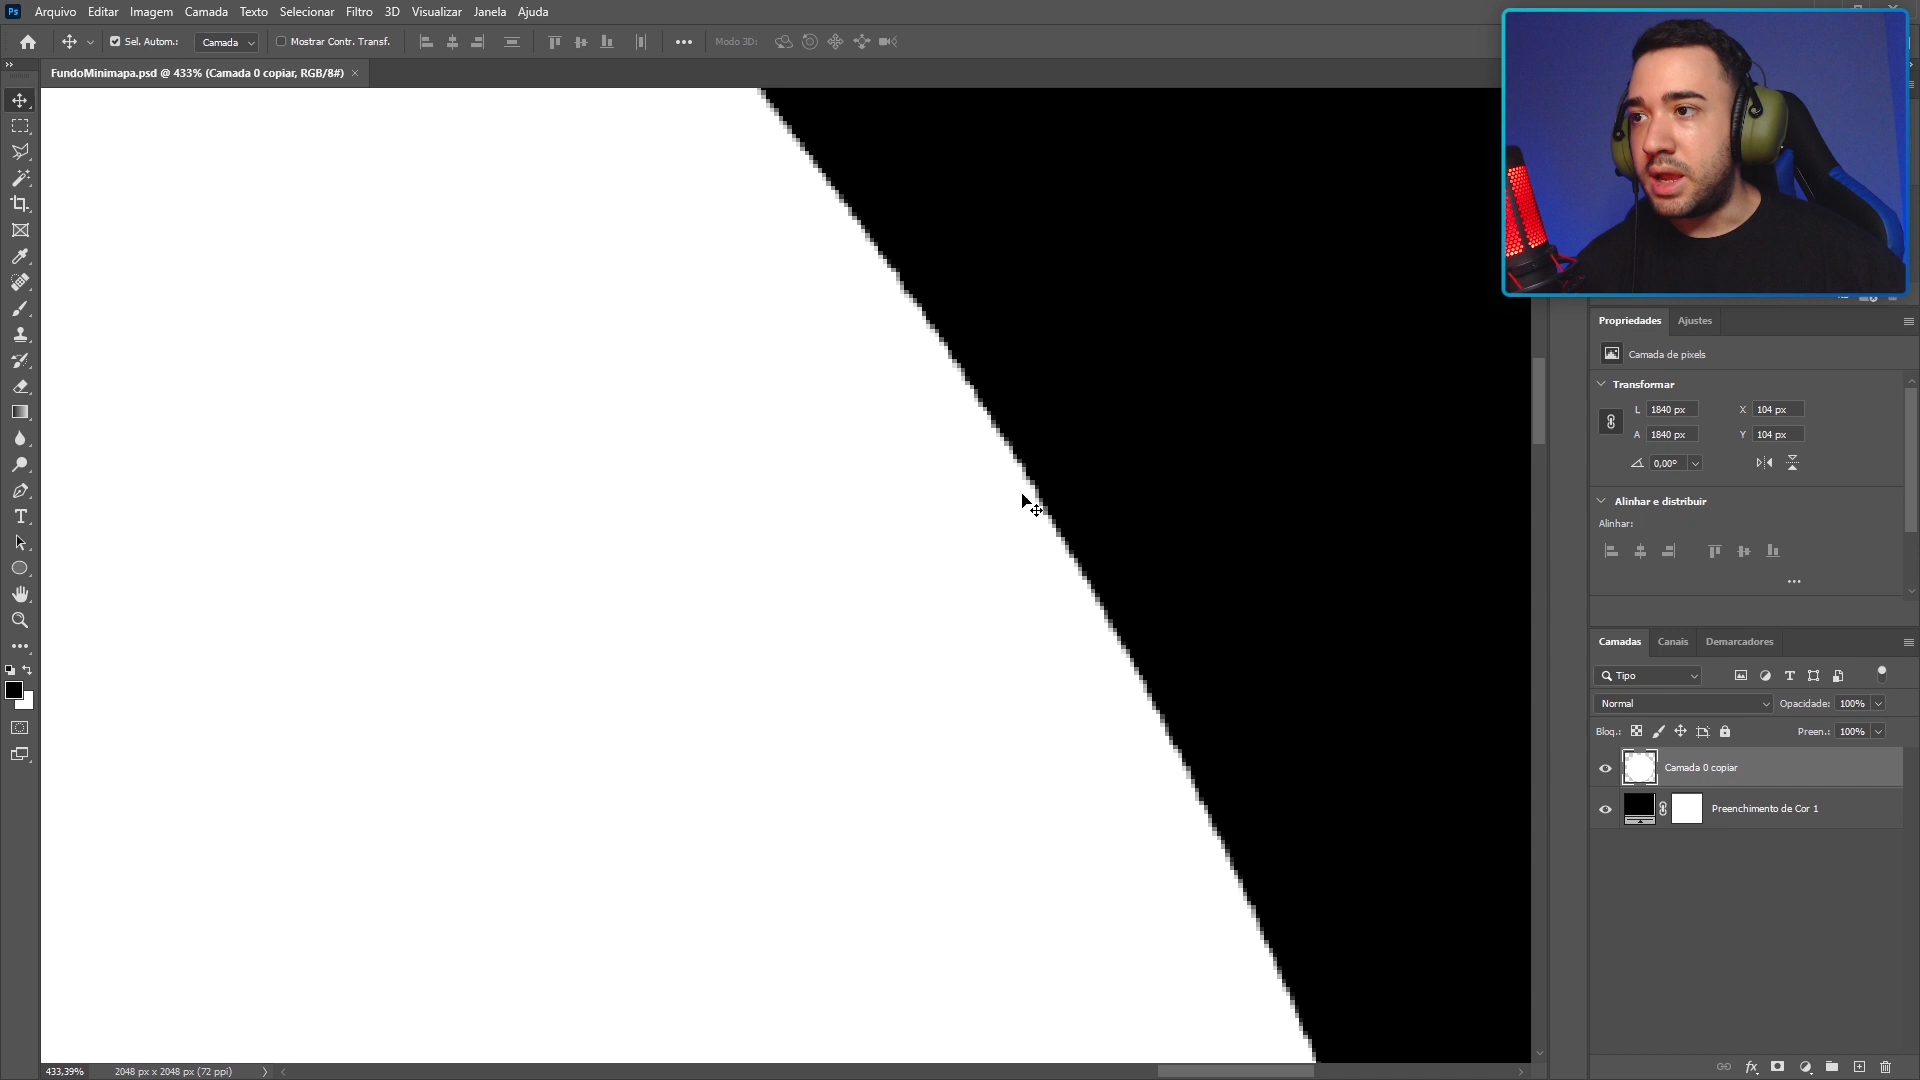 Ps Arquivo Editar Imagem Camada Texto Selecionar Filtro 3D Visualizar Janela Ajuda
Sel. Autom.: Camada Mostrar Contr. Transf. Modo 3D:
FundoMinimapa.psd @ 433% (Camada 0 copiar, RGB/8#)
Propriedades Ajustes
Camada de pixels
Transformar
L 1840 px X 104 px
A 1840 px Y 104 px
0,00°
Alinhar e distribuir
Alinhar:
Camadas Canais Demarcadores
Tipo
Normal Opacidade: 100%
Bloq.: Preen.: 100%
Camada 0 copiar
Preenchimento de Cor 1
433,39% 2048 px x 2048 px (72 ppi)